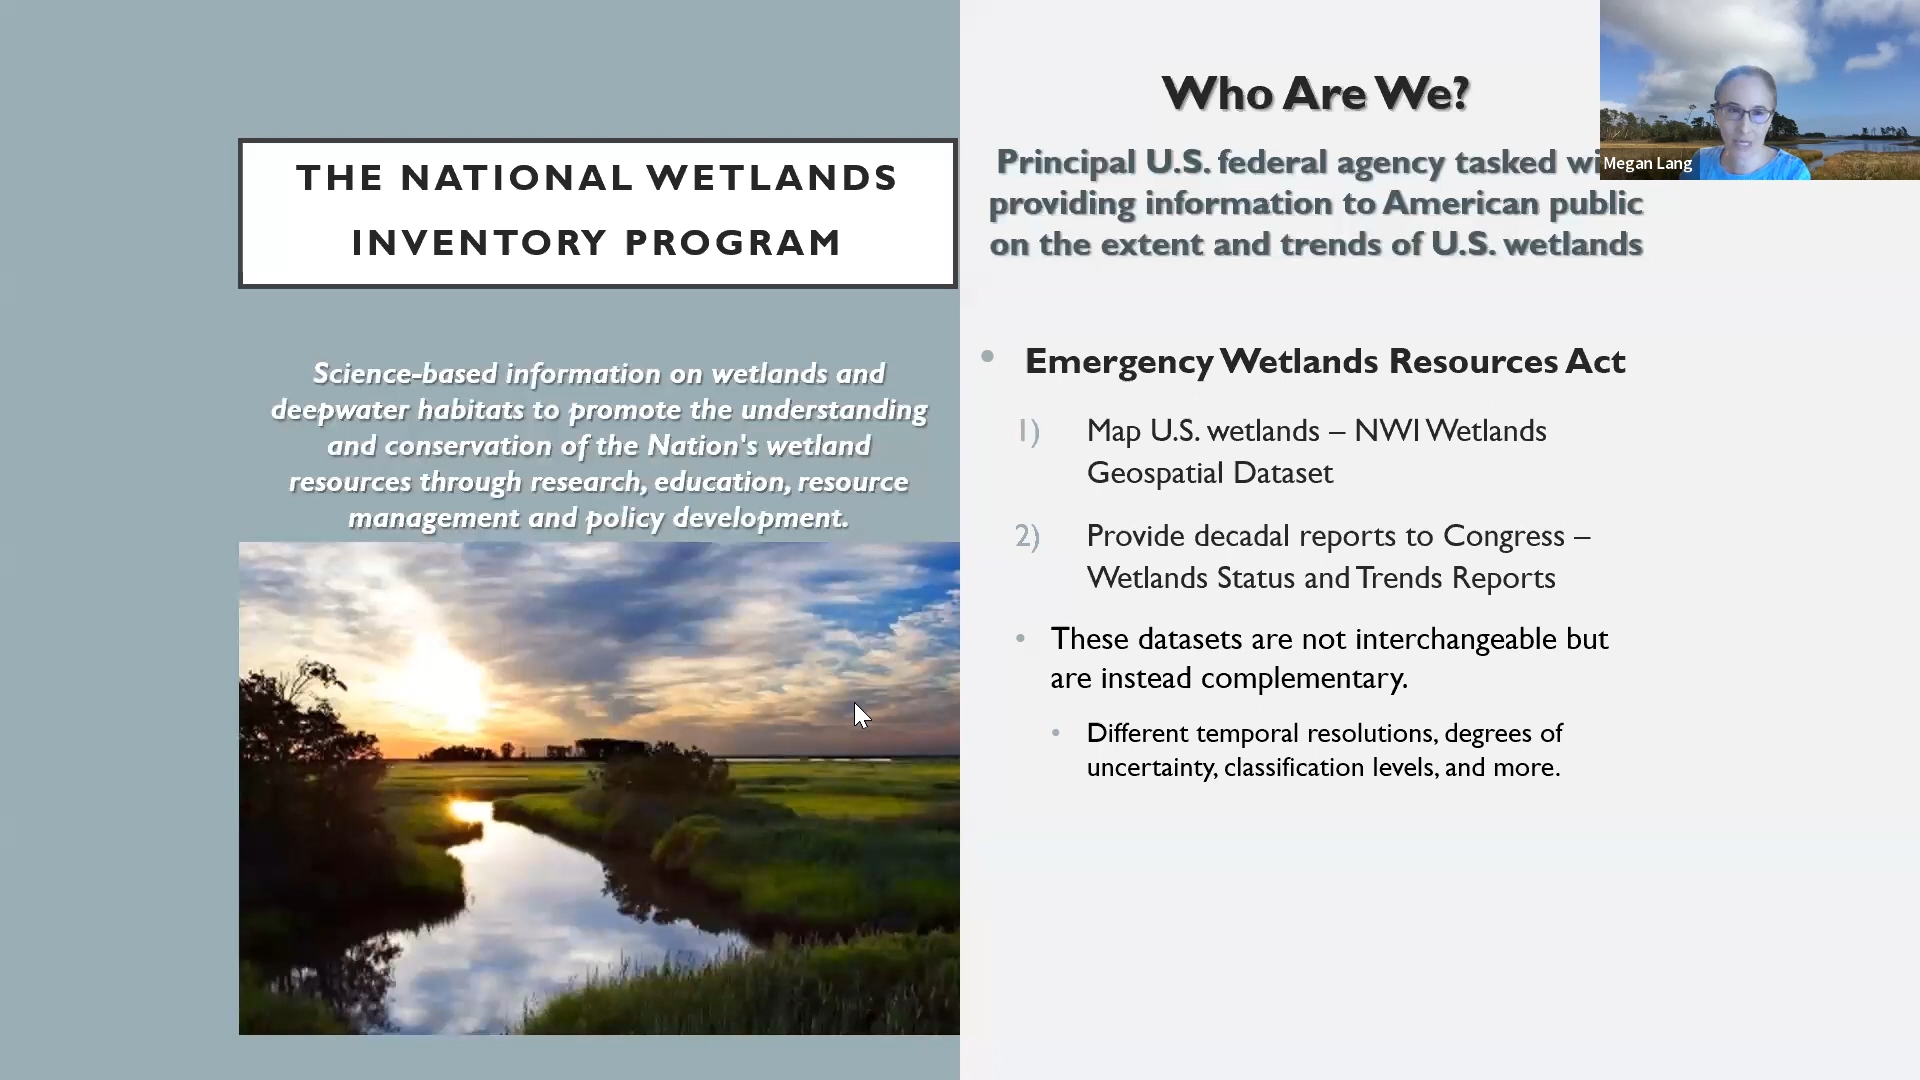 THE NATIONAL WETLANDS
INVENTORY PROGRAM
Science-based information on wetlands and
deepwater habitats to promote the understanding
and conservation of the Nation's wetland
resources through research, education, resource
management and policy development.
Who Are We?
Principal U.S. federal agency tasked
providing information to American public
on the extent and trends of U.S. wetlands
• Emergency Wetlands Resources Act
1) Map U.S. wetlands – NWI Wetlands
Geospatial Dataset
2) Provide decadal reports to Congress –
Wetlands Status and Trends Reports
• These datasets are not interchangeable but
are instead complementary.
• Different temporal resolutions, degrees of
uncertainty, classification levels, and more.
Megan Lang